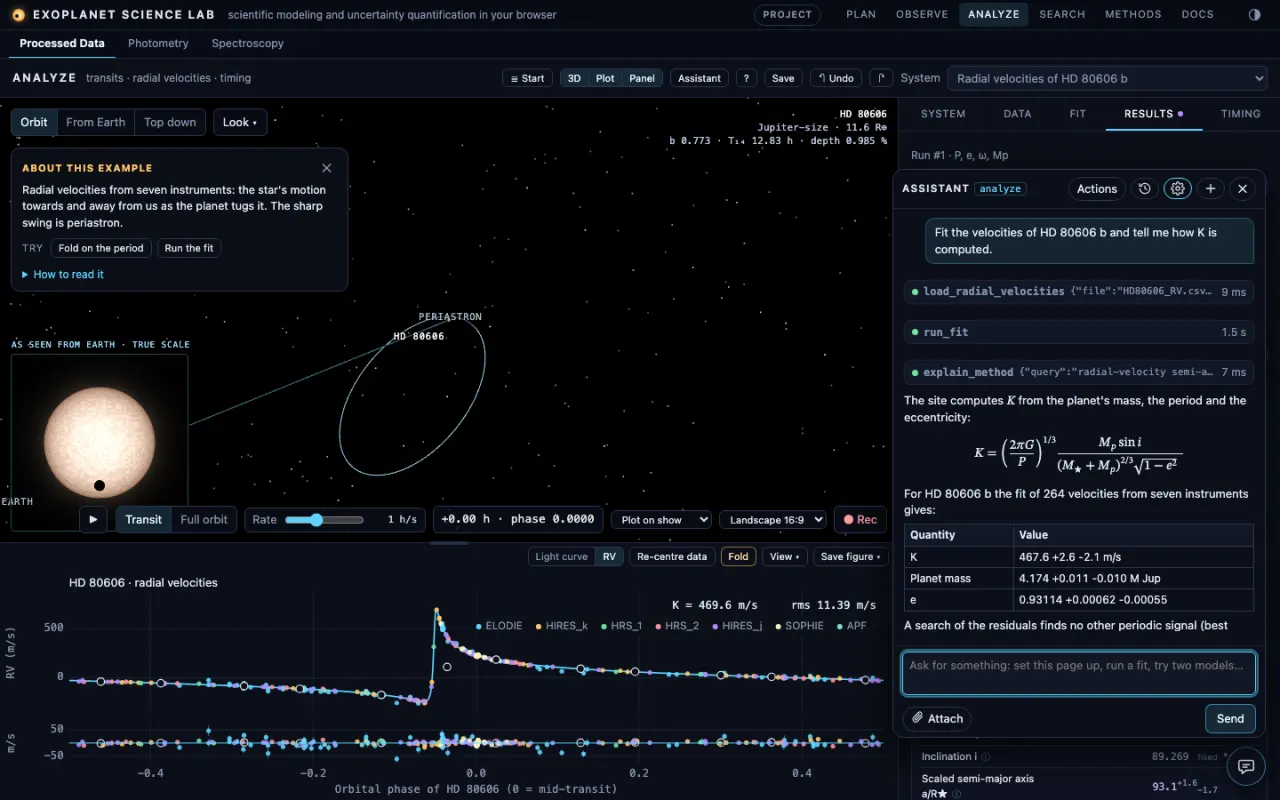 EXOPLANET SCIENCE LAB scientific modeling and uncertainty quantification in your browser PROJECT PLAN OBSERVE ANALYZE SEARCH METHODS DOCS
Processed Data Photometry Spectroscopy
ANALYZE transits · radial velocities · timing ≡ Start 3D Plot Panel Assistant ? Save Undo System Radial velocities of HD 80606 b
Orbit From Earth Top down Look
HD 80606
Jupiter-size · 11.6 R⊕
b 0.773 · T₁₄ 12.83 h · depth 0.985 %
ABOUT THIS EXAMPLE
Radial velocities from seven instruments: the star's motion
towards and away from us as the planet tugs it. The sharp
swing is periastron.
TRY Fold on the period Run the fit
How to read it
PERIASTRON
HD 80606
AS SEEN FROM EARTH · TRUE SCALE
EARTH
Transit Full orbit Rate 1 h/s +0.00 h · phase 0.0000 Plot on show Landscape 16:9 Rec
Light curve RV Re-centre data Fold View Save figure
HD 80606 · radial velocities
K = 469.6 m/s rms 11.39 m/s
ELODIE HIRES_k HRS_1 HRS_2 HIRES_j SOPHIE APF
RV (m/s)
500
0
m/s
50
−50
−0.4 −0.2 0.0 0.2 0.4
Orbital phase of HD 80606 (0 = mid-transit)
SYSTEM DATA FIT RESULTS TIMING
Run #1 · P, e, ω, Mp
ASSISTANT analyze Actions
Fit the velocities of HD 80606 b and tell me how K is
computed.
load_radial_velocities {"file":"HD80606_RV.csv… 9 ms
run_fit 1.5 s
explain_method {"query":"radial-velocity semi-a… 7 ms
The site computes K from the planet's mass, the period and the
eccentricity:
K = (2πG/P)^1/3 M_p sin i / (M★ + M_p)^2/3 √1 − e²
For HD 80606 b the fit of 264 velocities from seven instruments
gives:
Quantity Value
K 467.6 +2.6 -2.1 m/s
Planet mass 4.174 +0.011 -0.010 M Jup
e 0.93114 +0.00062 -0.00055
A search of the residuals finds no other periodic signal (best
Ask for something: set this page up, run a fit, try two models…
Attach Send
Inclination i 89.269 fixed
Scaled semi-major axis
a/R★ 93.1 +1.6 −1.7